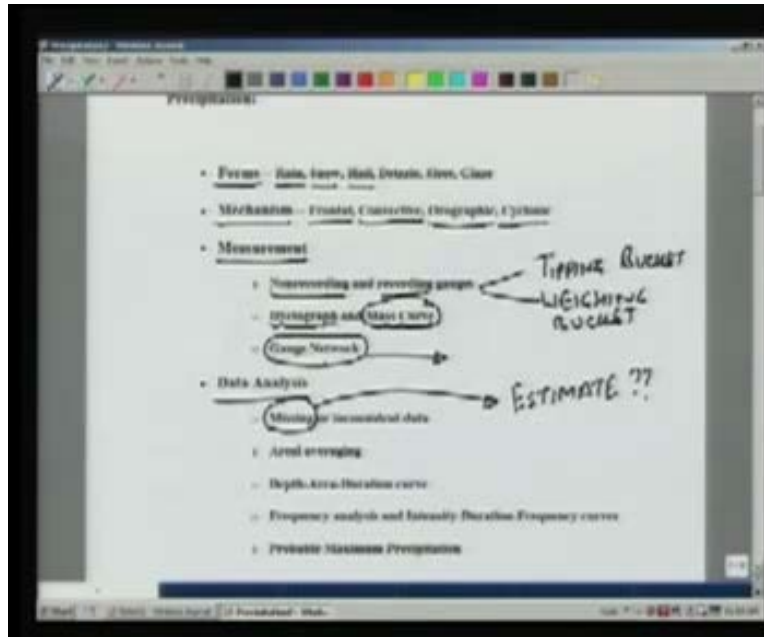 Precipitation:
• Forms – Rain, Snow, Hail, Drizzle, Sleet, Glaze
• Mechanism – Frontal, Convective, Orographic, Cyclonic
• Measurement
Nonrecording and recording gauges
TIPPING BUCKET
WEIGHING
BUCKET
Hyetograph and Mass Curve
Gauge Network
• Data Analysis
Missing or inconsistent data
ESTIMATE ??
Areal averaging
Depth-Area-Duration curve
Frequency analysis and Intensity-Duration-Frequency curves
Probable Maximum Precipitation